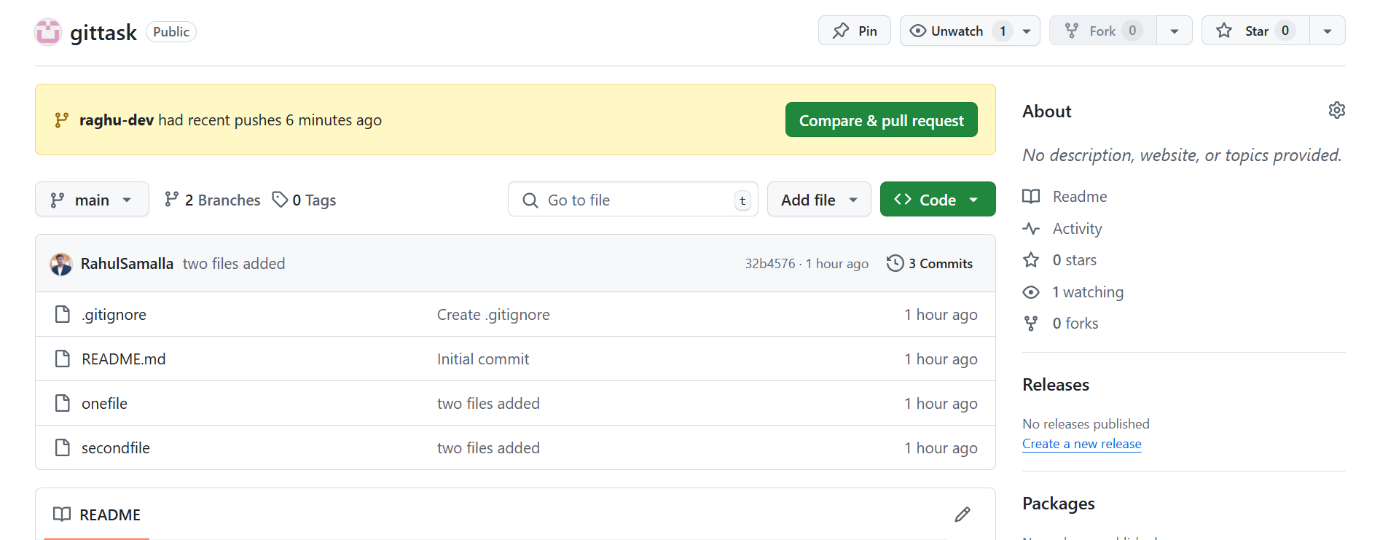 gittask Public Pin Unwatch 1 Fork 0 Star 0
raghu-dev had recent pushes 6 minutes ago Compare & pull request
main 2 Branches 0 Tags Go to file t Add file Code
RahulSamalla two files added 32b4576 · 1 hour ago 3 Commits
.gitignore Create .gitignore 1 hour ago
README.md Initial commit 1 hour ago
onefile two files added 1 hour ago
secondfile two files added 1 hour ago
README
About
No description, website, or topics provided.
Readme
Activity
0 stars
1 watching
0 forks
Releases
No releases published
Create a new release
Packages